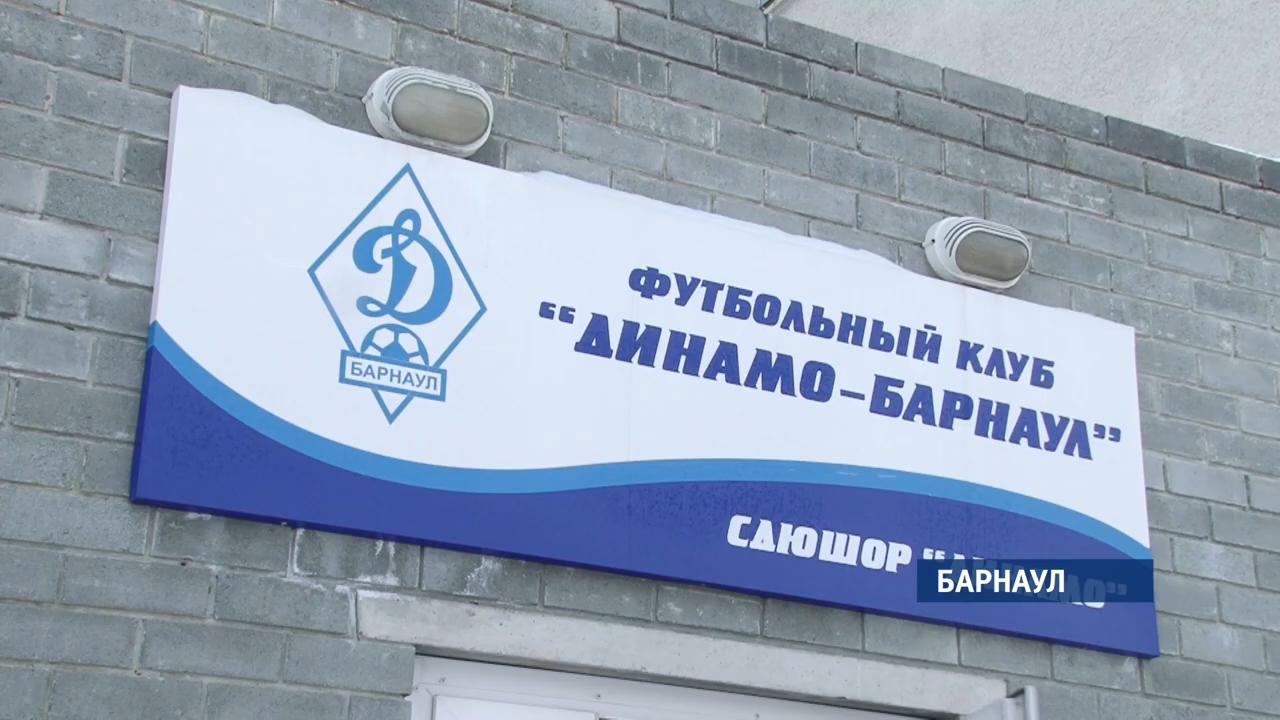 БАРНАУЛ
ФУТБОЛЬНЫЙ КЛУБ
“ДИНАМО-БАРНАУЛ”
СДЮШОР
БАРНАУЛ